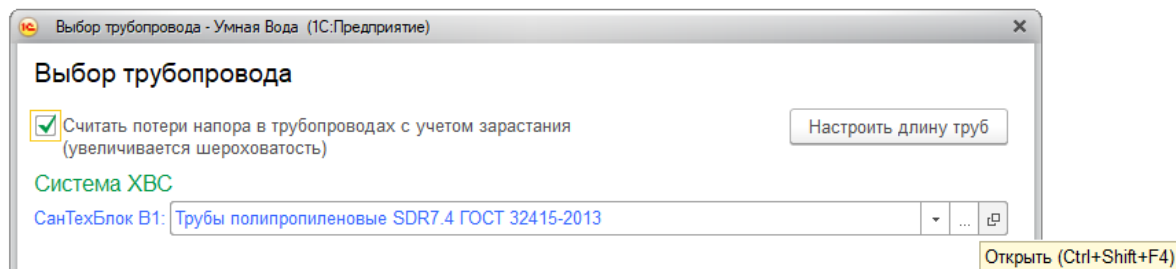 1С Выбор трубопровода - Умная Вода (1С:Предприятие)
Выбор трубопровода
Считать потери напора в трубопроводах с учетом зарастания
(увеличивается шероховатость)
Настроить длину труб
Система ХВС
СанТехБлок В1: Трубы полипропиленовые SDR7.4 ГОСТ 32415-2013 ...
Открыть (Ctrl+Shift+F4)